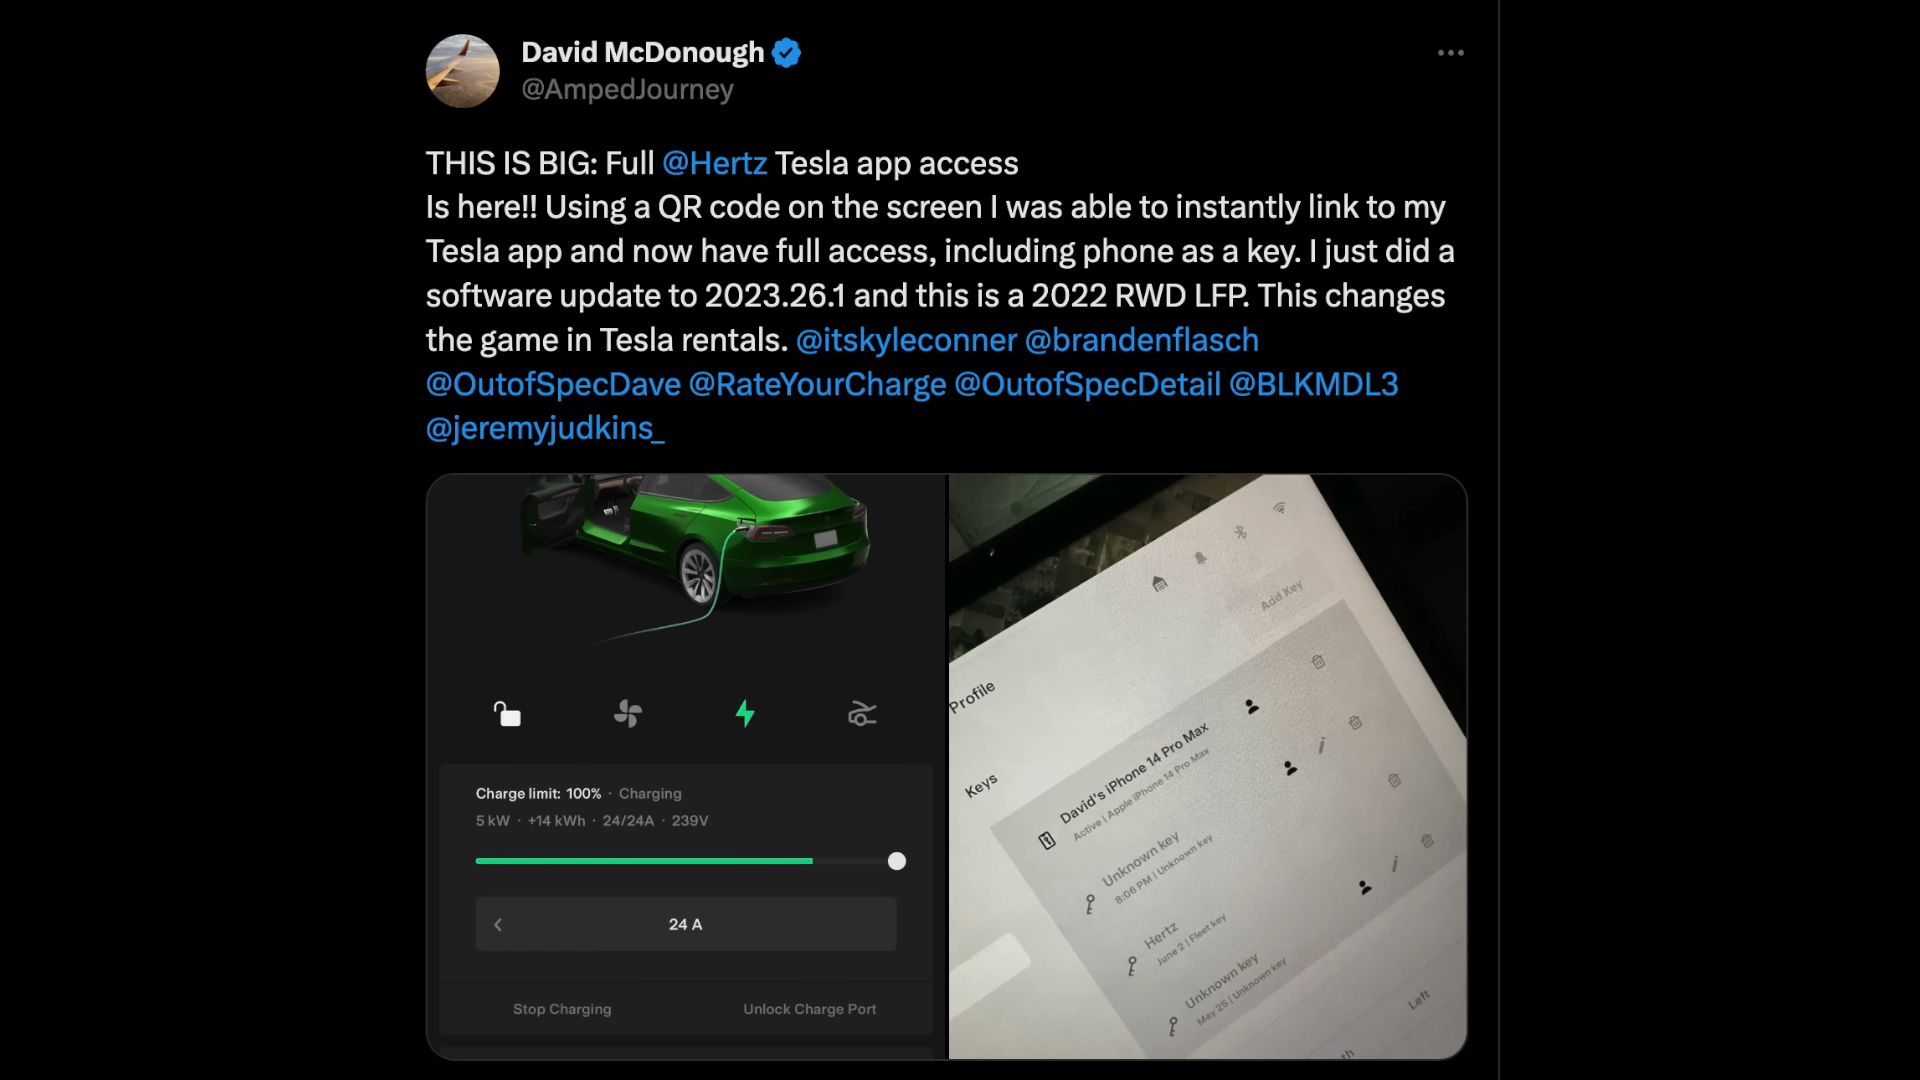 David McDonough
@AmpedJourney
THIS IS BIG: Full @Hertz Tesla app access
Is here!! Using a QR code on the screen I was able to instantly link to my
Tesla app and now have full access, including phone as a key. I just did a
software update to 2023.26.1 and this is a 2022 RWD LFP. This changes
the game in Tesla rentals. @itskyleconner @brandenflasch
@OutofSpecDave @RateYourCharge @OutofSpecDetail @BLKMDL3
@jeremyjudkins_
Charge limit: 100% · Charging
5 kW · +14 kWh · 24/24A · 239V
24 A
Stop Charging
Unlock Charge Port
Add Key
Profile
Keys
David's iPhone 14 Pro Max
Active | Apple iPhone 14 Pro Max
Unknown key
8:06 PM | Unknown key
Hertz
June 2 | Fleet key
Unknown key
May 25 | Unknown key
Left
th